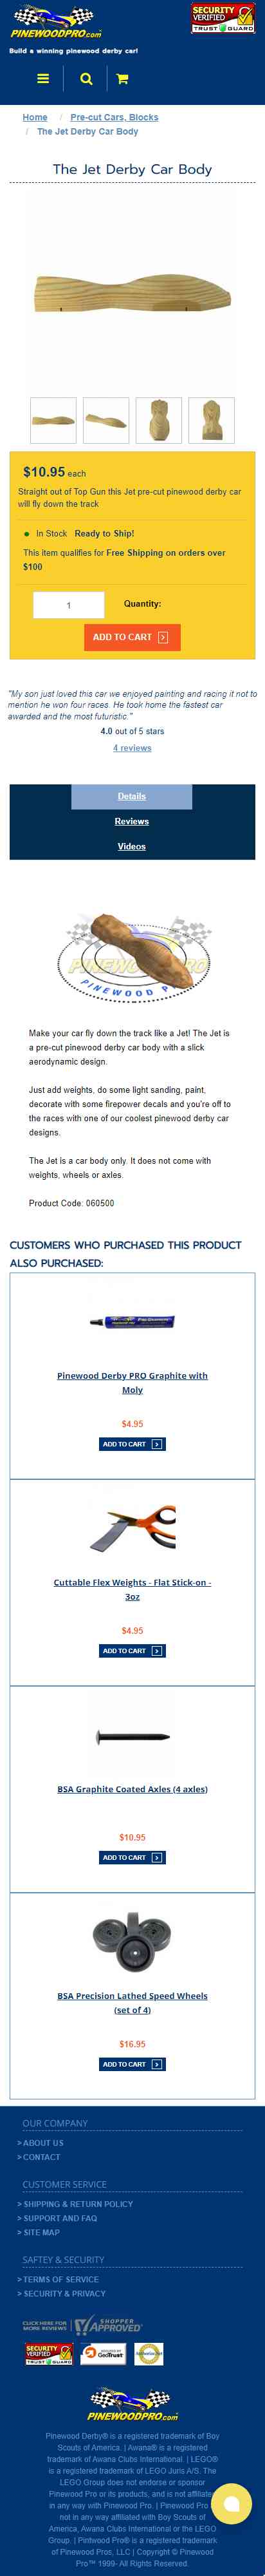 PINEWOODPRO.COM
SECURITY
VERIFIED
TRUST GUARD
Build a winning pinewood derby car!
Home / Pre-cut Cars, Blocks
/ The Jet Derby Car Body
The Jet Derby Car Body
$10.95 each
Straight out of Top Gun this Jet pre-cut pinewood derby car
will fly down the track
In Stock Ready to Ship!
This item qualifies for Free Shipping on orders over
$100
1
Quantity:
ADD TO CART
"My son just loved this car we enjoyed painting and racing it not to
mention he won four races. He took home the fastest car
awarded and the most futuristic."
4.0 out of 5 stars
4 reviews
Details
Reviews
Videos
PINEWOOD PRO
Make your car fly down the track like a Jet! The Jet is
a pre-cut pinewood derby car body with a slick
aerodynamic design.
Just add weights, do some light sanding, paint,
decorate with some firepower decals and you're off to
the races with one of our coolest pinewood derby car
designs.
The Jet is a car body only. It does not come with
weights, wheels or axles.
Product Code: 060500
CUSTOMERS WHO PURCHASED THIS PRODUCT
ALSO PURCHASED:
Pinewood Derby PRO Graphite with
Moly
$4.95
ADD TO CART
Cuttable Flex Weights - Flat Stick-on -
3oz
$4.95
ADD TO CART
BSA Graphite Coated Axles (4 axles)
$10.95
ADD TO CART
BSA Precision Lathed Speed Wheels
(set of 4)
$16.95
ADD TO CART
OUR COMPANY
> ABOUT US
> CONTACT
CUSTOMER SERVICE
> SHIPPING & RETURN POLICY
> SUPPORT AND FAQ
> SITE MAP
SAFTEY & SECURITY
> TERMS OF SERVICE
> SECURITY & PRIVACY
CLICK HERE FOR
MORE REVIEWS
SHOPPER
APPROVED
SECURITY
VERIFIED
TRUST GUARD
GeoTrust
PINEWOODPRO.COM
Pinewood Derby® is a registered trademark of Boy
Scouts of America. | Awana® is a registered
trademark of Awana Clubs International. | LEGO®
is a registered trademark of LEGO Juris A/S. The
LEGO Group does not endorse or sponsor
Pinewood Pro or its products, and is not affiliated
in any way with Pinewood Pro. | Pinewood Pro
not in any way affiliated with Boy Scouts of
America, Awana Clubs International or the LEGO
Group. | Pintwood Pro® is a registered trademark
of Pinewood Pros, LLC | Copyright © Pinewood
Pro™ 1999- All Rights Reserved.